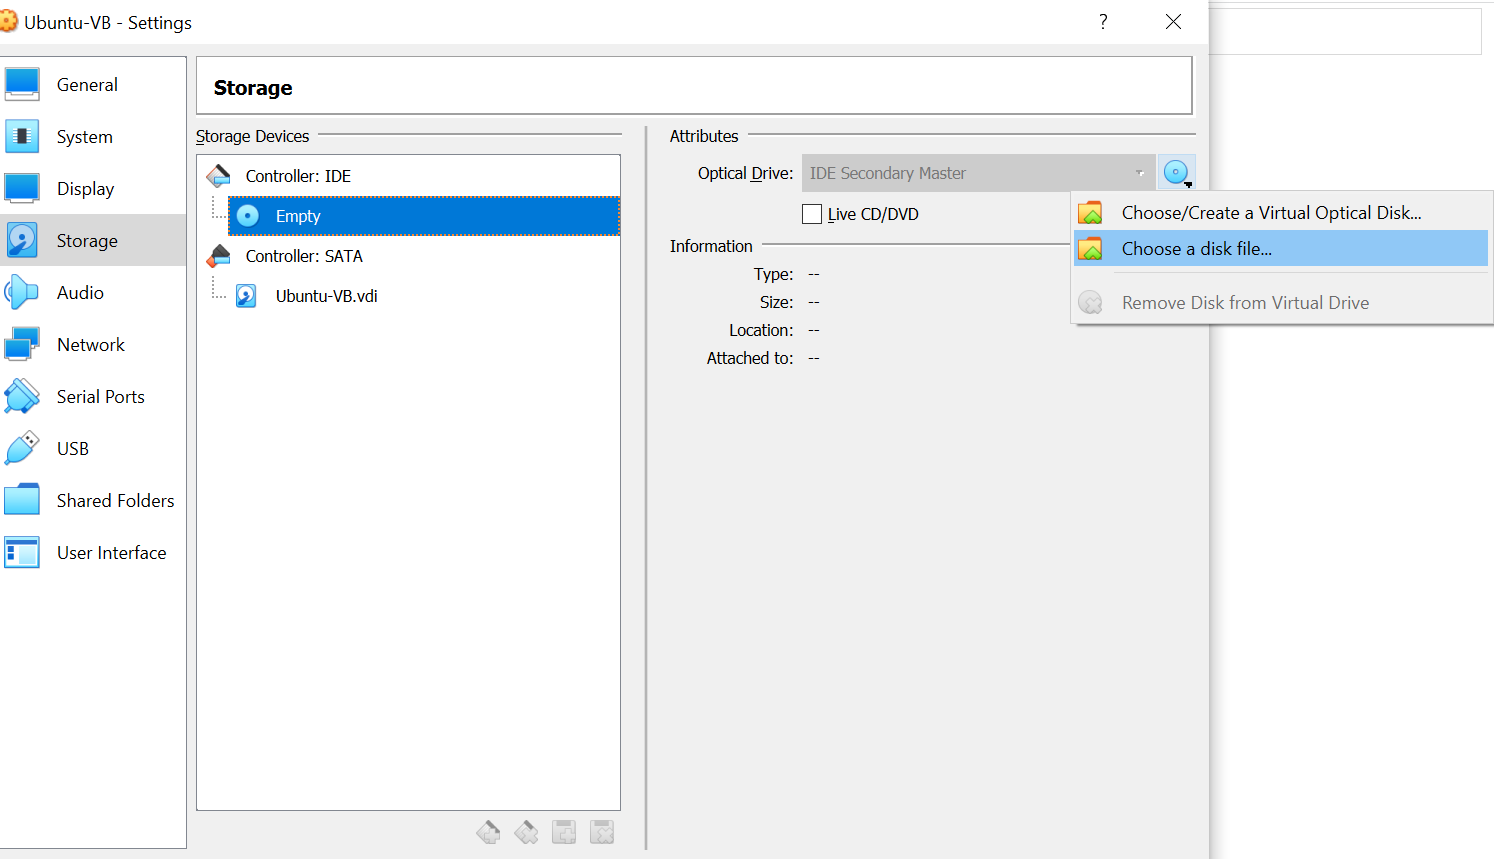 Ubuntu-VB - Settings
?
General
System
Display
Storage
Audio
Network
Serial Ports
USB
Shared Folders
User Interface
Storage
Storage Devices
Controller: IDE
Empty
Controller: SATA
Ubuntu-VB.vdi
Attributes
Optical Drive: IDE Secondary Master
Live CD/DVD
Information
Type: --
Size: --
Location: --
Attached to: --
Choose/Create a Virtual Optical Disk...
Choose a disk file...
Remove Disk from Virtual Drive